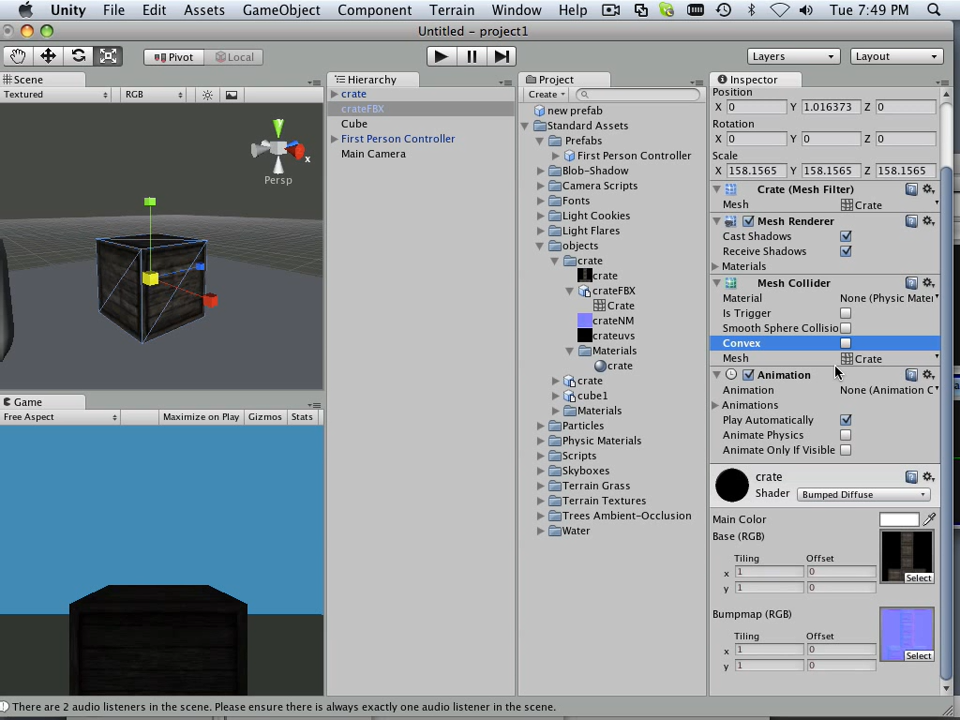 Unity File Edit Assets GameObject Component Terrain Window Help Tue 7:49 PM
Untitled - project1
Pivot Local Layers Layout
Scene
Textured RGB
x
Persp
Game
Free Aspect Maximize on Play Gizmos Stats
Hierarchy
crate
crateFBX
Cube
First Person Controller
Main Camera
Project
Create
new prefab
Standard Assets
Prefabs
First Person Controller
Blob-Shadow
Camera Scripts
Fonts
Light Cookies
Light Flares
objects
crate
crate
crateFBX
Crate
crateNM
crateuvs
Materials
crate
crate
cube1
Materials
Particles
Physic Materials
Scripts
Skyboxes
Terrain Grass
Terrain Textures
Trees Ambient-Occlusion
Water
Inspector
Position
X 0 Y 1.016373 Z 0
Rotation
X 0 Y 0 Z 0
Scale
X 158.1565 Y 158.1565 Z 158.1565
Crate (Mesh Filter)
Mesh Crate
Mesh Renderer
Cast Shadows
Receive Shadows
Materials
Mesh Collider
Material None (Physic Mater
Is Trigger
Smooth Sphere Collisio
Convex
Mesh Crate
Animation
Animation None (Animation C
Animations
Play Automatically
Animate Physics
Animate Only If Visible
crate
Shader Bumped Diffuse
Main Color
Base (RGB)
Tiling Offset
x 1 0
y 1 0
Select
Bumpmap (RGB)
Tiling Offset
x 1 0
y 1 0
Select
There are 2 audio listeners in the scene. Please ensure there is always exactly one audio listener in the scene.